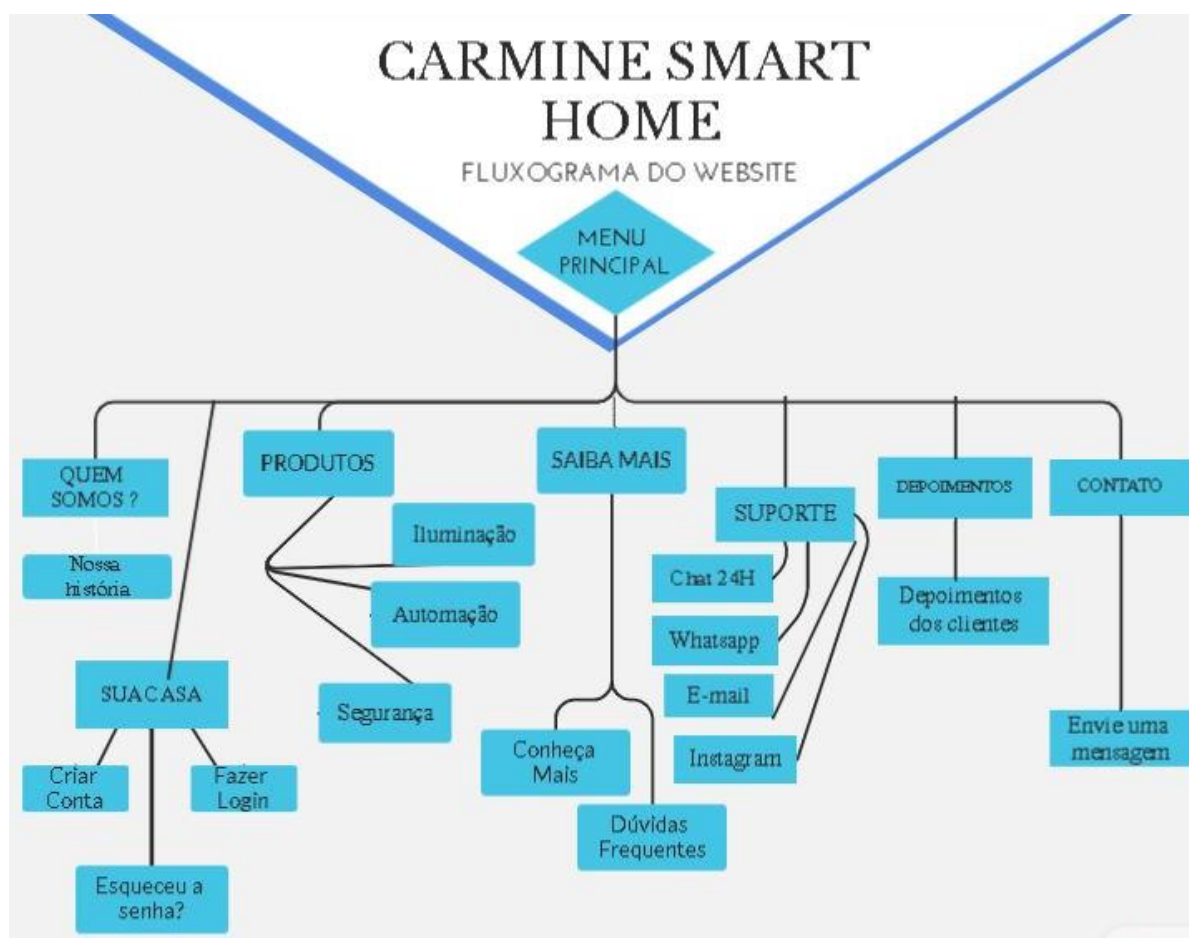 CARMINE SMART
HOME
FLUXOGRAMA DO WEBSITE
MENU
PRINCIPAL
QUEM
SOMOS ?
Nossa
história
SUA CASA
Criar
Conta
Fazer
Login
Esqueceu a
senha?
PRODUTOS
Iluminação
Automação
Segurança
SAIBA MAIS
Conheça
Mais
Dúvidas
Frequentes
SUPORTE
Chat 24H
Whatsapp
E-mail
Instagram
DEPOIMENTOS
Depoimentos
dos clientes
CONTATO
Envie uma
mensagem